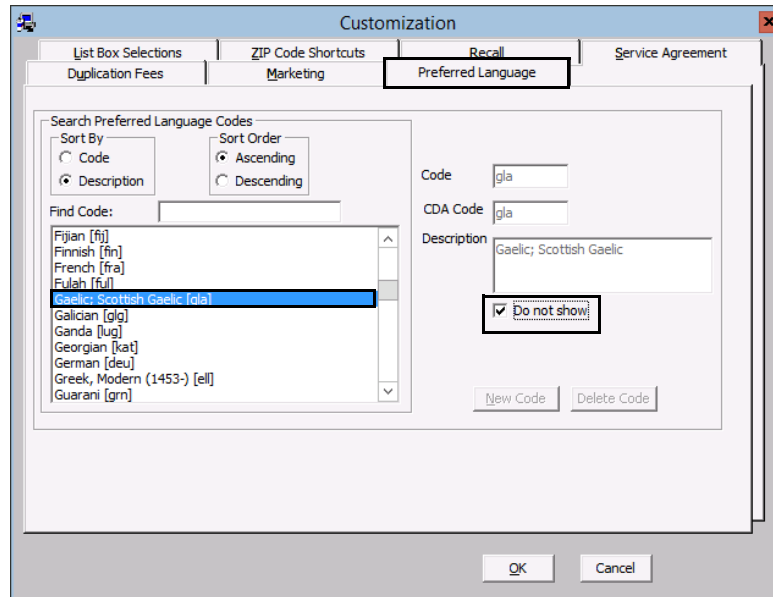 Customization
List Box Selections
ZIP Code Shortcuts
Recall
Service Agreement
Duplication Fees
Marketing
Preferred Language
Search Preferred Language Codes
Sort By
Sort Order
Code
Ascending
Description
Descending
Find Code:
Fijian [fij]
Finnish [fin]
French [fra]
Fulah [ful]
Gaelic; Scottish Gaelic [gla]
Galician [glg]
Ganda [lug]
Georgian [kat]
German [deu]
Greek, Modern (1453-) [ell]
Guarani [grn]
Code
gla
CDA Code
gla
Description
Gaelic; Scottish Gaelic
Do not show
New Code
Delete Code
OK
Cancel